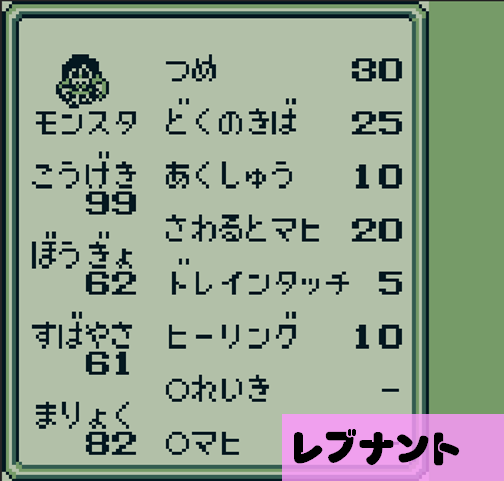 つめ 30
モンスタ どくのきば 25
こうげき あくしゅう 10
99
さわるとマヒ 20
ぼうぎょ
62 ドレインタッチ 5
すばやさ ヒーリング 10
61
○れいき -
まりょく
82 ○マヒ
レブナント